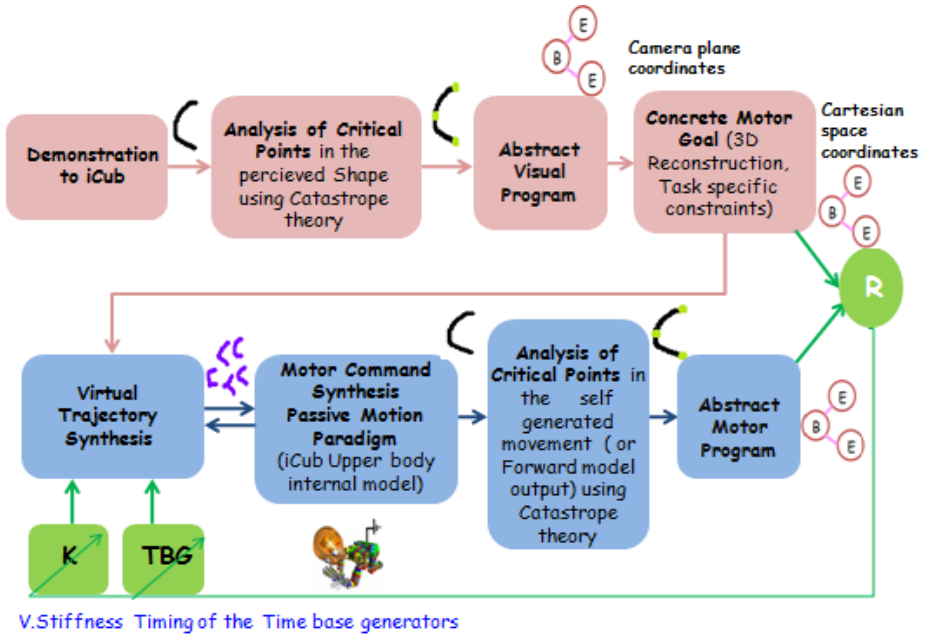 E
B
E
Camera plane
coordinates
Cartesian
space
coordinates
Demonstration
to iCub
Analysis of Critical
Points in the
percieved Shape
using Catastrope
theory
Abstract
Visual
Program
Concrete Motor
Goal (3D
Reconstruction,
Task specific
constraints)
E
B
E
R
Virtual
Trajectory
Synthesis
Motor Command
Synthesis
Passive Motion
Paradigm
(iCub Upper body
internal model)
Analysis of
Critical Points in
the self
generated
movement ( or
Forward model
output) using
Catastrope
theory
Abstract
Motor
Program
E
B
E
K
TBG
V.Stiffness Timing of the Time base generators